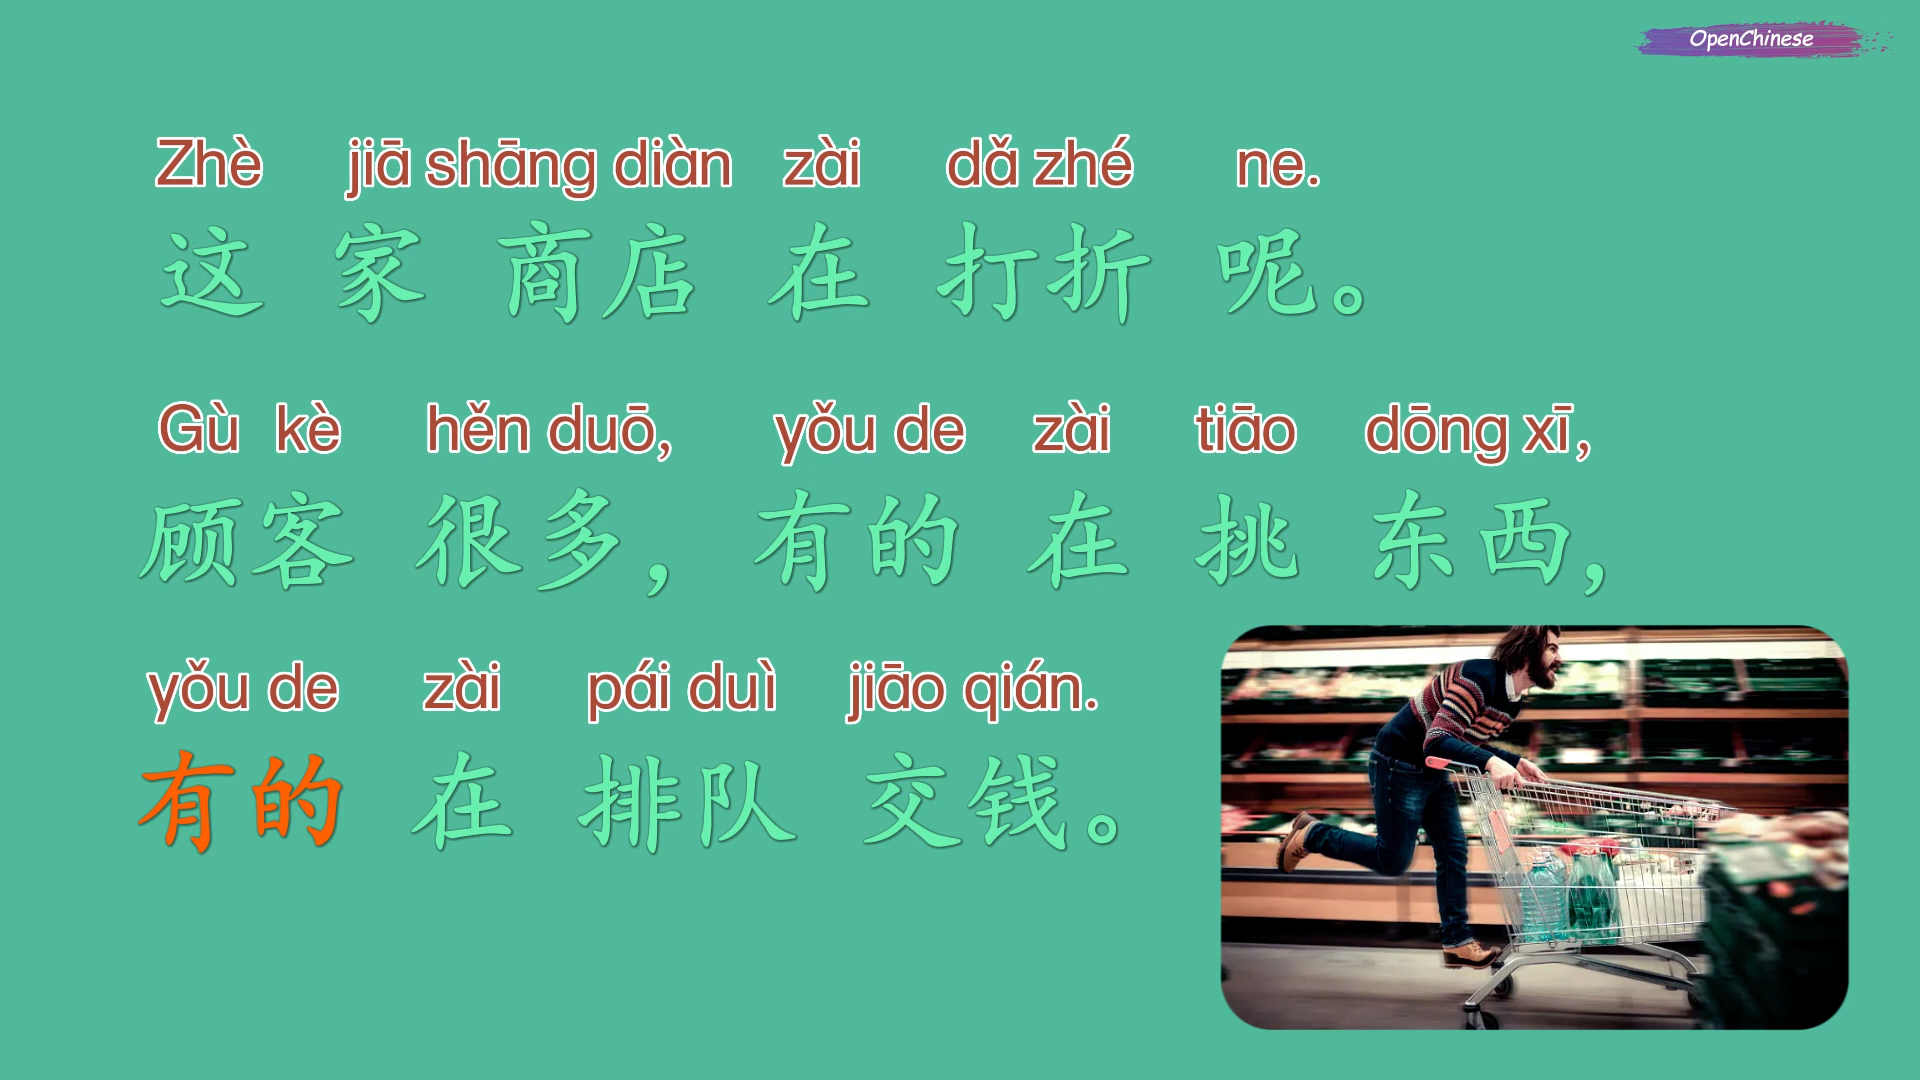 OpenChinese
Zhè jiā shāng diàn zài dǎ zhé ne.
这 家 商店 在 打折 呢。
Gù kè hěn duō, yǒu de zài tiāo dōng xī,
顾客 很多，有的 在 挑 东西，
yǒu de zài pái duì jiāo qián.
有的 在 排队 交钱。